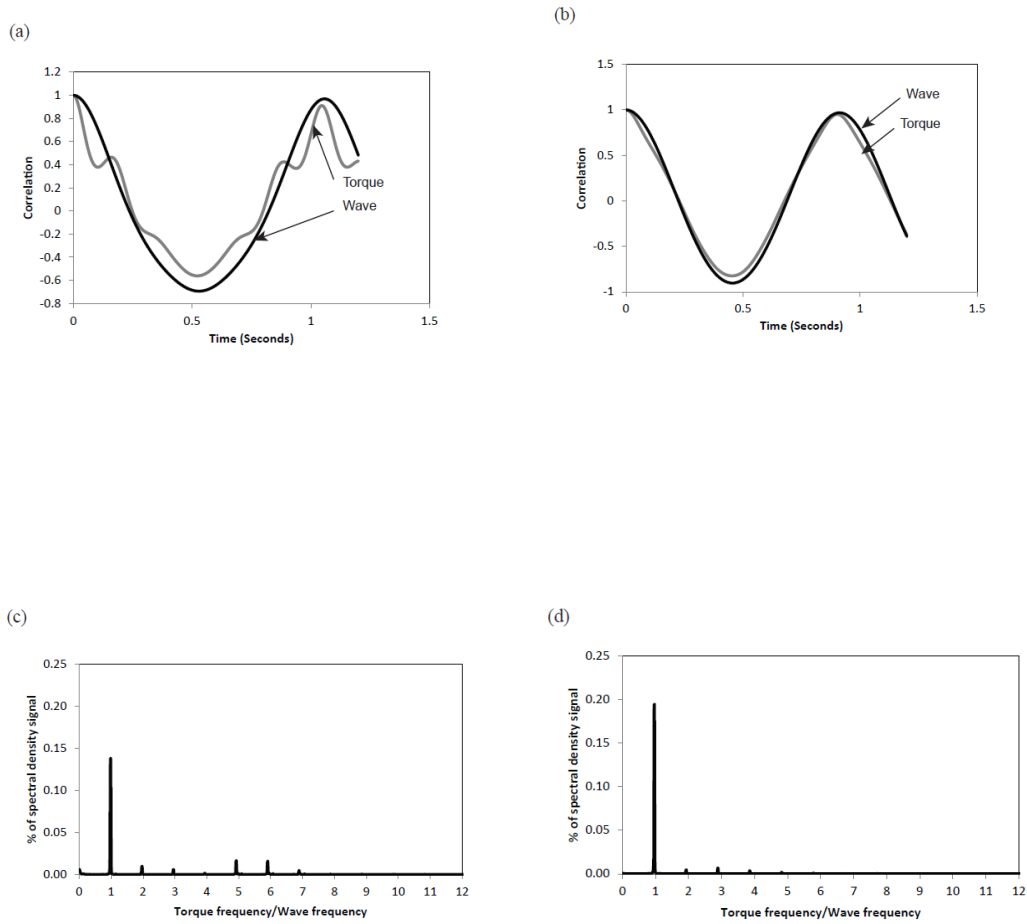 (a)
1.2
1
0.8
0.6
0.4
0.2
0
-0.2
-0.4
-0.6
-0.8
Correlation
0 0.5 1 1.5
Time (Seconds)
Torque
Wave
(b)
1.5
1
0.5
0
-0.5
-1
Correlation
0 0.5 1 1.5
Time (Seconds)
Wave
Torque
(c)
0.25
0.20
0.15
0.10
0.05
0.00
% of spectral density signal
0 1 2 3 4 5 6 7 8 9 10 11 12
Torque frequency/Wave frequency
(d)
0.25
0.20
0.15
0.10
0.05
0.00
% of spectral density signal
0 1 2 3 4 5 6 7 8 9 10 11 12
Torque frequency/Wave frequency